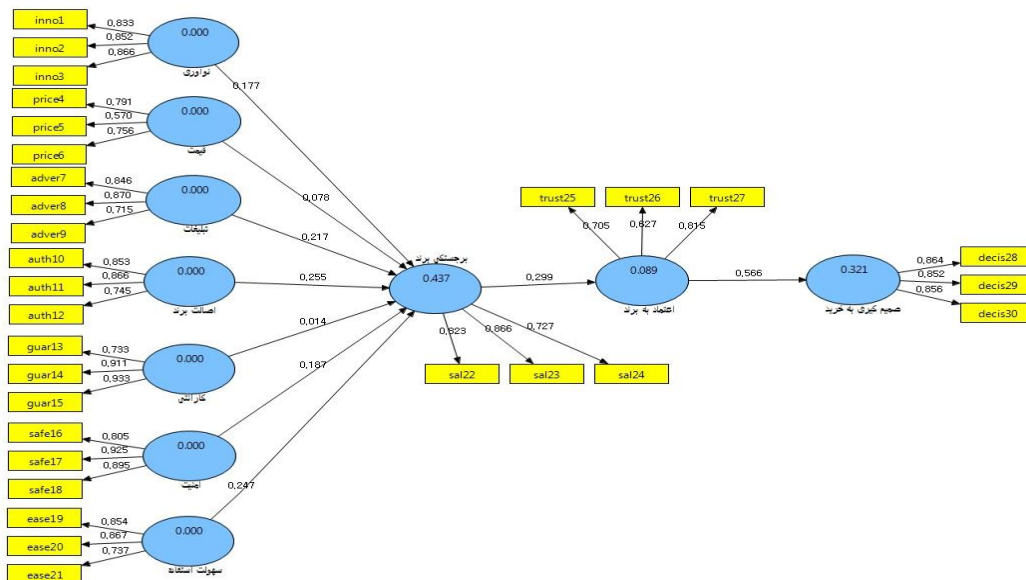 inno1
0,833
inno2
0,852
inno3
0,866
0.000
نوآوری
0,177
price4
0,791
price5
0,570
price6
0,756
0.000
قیمت
0,078
adver7
0,846
adver8
0,870
adver9
0,715
0.000
تبلیغات
0,217
auth10
0,853
auth11
0,866
auth12
0,745
0.000
اصالت برند
0,255
guar13
0,733
guar14
0,911
guar15
0,933
0.000
گارانتی
0,014
safe16
0,805
safe17
0,925
safe18
0,895
0.000
امنیت
0,187
ease19
0,854
ease20
0,867
ease21
0,737
0.000
سهولت استفاده
0,247
برجستگی برند
0.437
0,823
0,866
0,727
sal22
sal23
sal24
0,299
trust25
trust26
trust27
0,705
0,627
0,815
0.089
اعتماد به برند
0,566
0.321
صمیم گیری به خرید
0,864
decis28
0,852
decis29
0,856
decis30